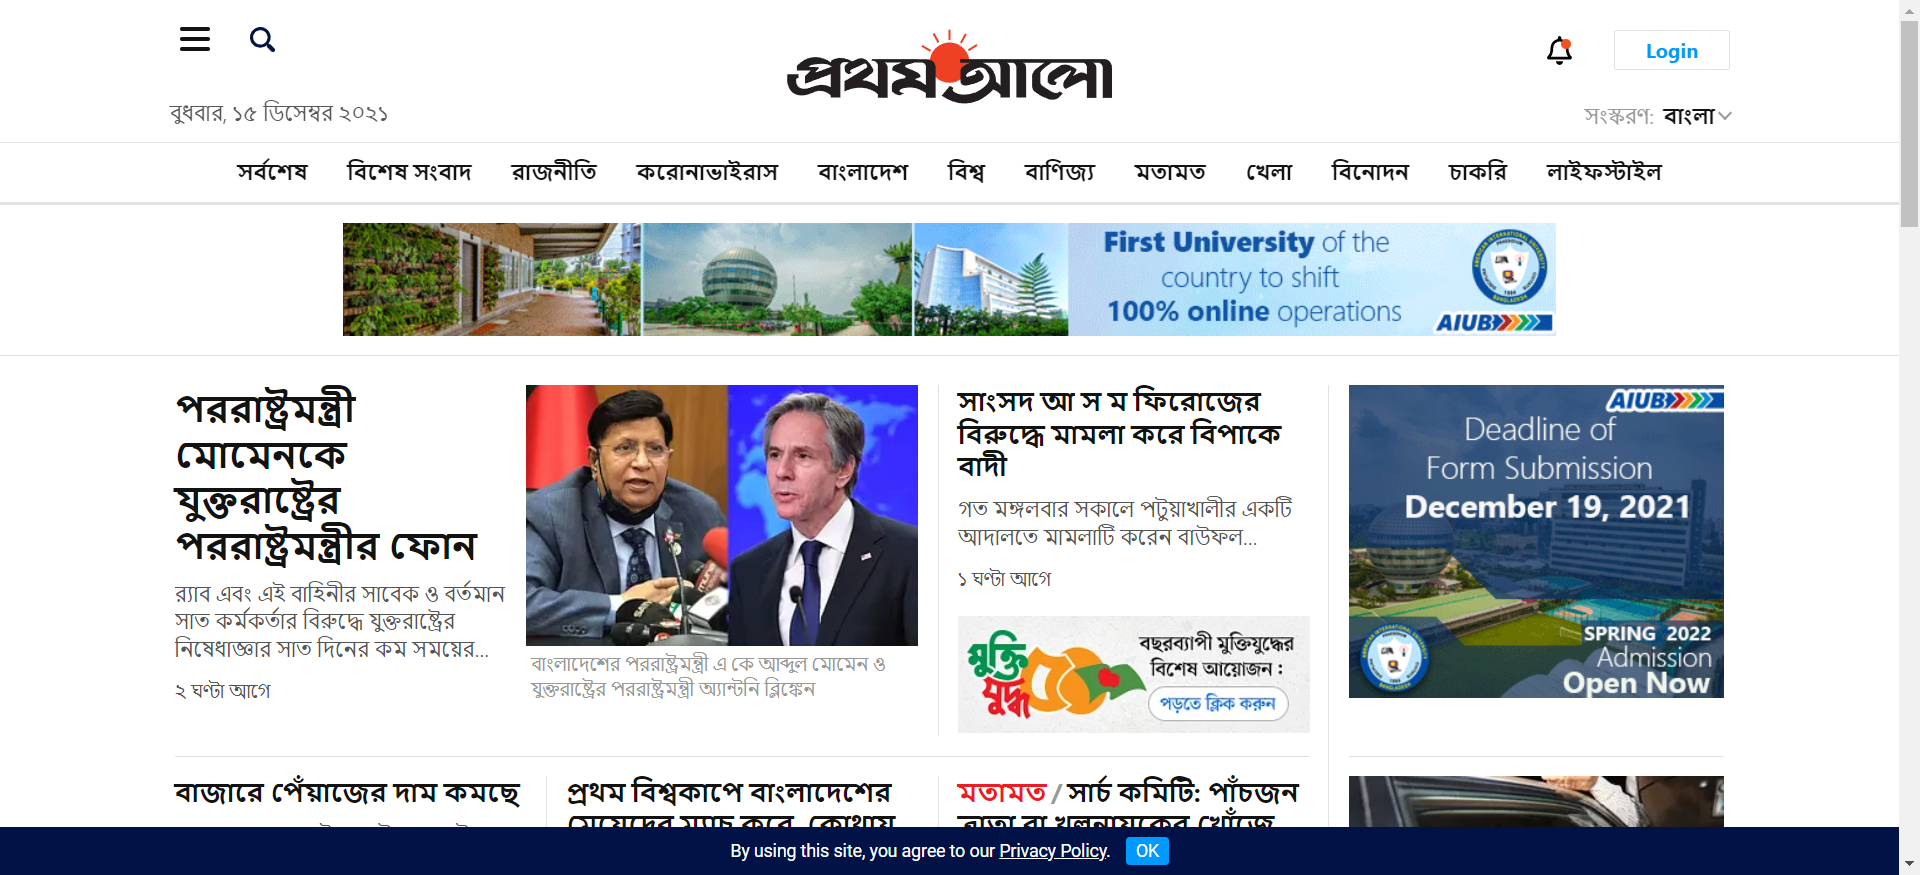 প্রথম আলো
Login
বুধবার, ১৫ ডিসেম্বর ২০২১
সংস্করণ: বাংলা
সর্বশেষ বিশেষ সংবাদ রাজনীতি করোনাভাইরাস বাংলাদেশ বিশ্ব বাণিজ্য মতামত খেলা বিনোদন চাকরি লাইফস্টাইল
First University of the
country to shift
100% online operations
AIUB
পররাষ্ট্রমন্ত্রী
মোমেনকে
যুক্তরাষ্ট্রের
পররাষ্ট্রমন্ত্রীর ফোন
র‍্যাব এবং এই বাহিনীর সাবেক ও বর্তমান
সাত কর্মকর্তার বিরুদ্ধে যুক্তরাষ্ট্রের
নিষেধাজ্ঞার সাত দিনের কম সময়ের...
২ ঘণ্টা আগে
বাংলাদেশের পররাষ্ট্রমন্ত্রী এ কে আব্দুল মোমেন ও
যুক্তরাষ্ট্রের পররাষ্ট্রমন্ত্রী অ্যান্টনি ব্লিঙ্কেন
সাংসদ আ স ম ফিরোজের
বিরুদ্ধে মামলা করে বিপাকে
বাদী
গত মঙ্গলবার সকালে পটুয়াখালীর একটি
আদালতে মামলাটি করেন বাউফল...
১ ঘণ্টা আগে
মুক্তি
যুদ্ধ
৫০
বছরব্যাপী মুক্তিযুদ্ধের
বিশেষ আয়োজন :
পড়তে ক্লিক করুন
AIUB
Deadline of
Form Submission
December 19, 2021
SPRING 2022
Admission
Open Now
বাজারে পেঁয়াজের দাম কমছে
প্রথম বিশ্বকাপে বাংলাদেশের
মেয়েদের ম্যাচ কবে, কোথায়
মতামত / সার্চ কমিটি: পাঁচজন
ত্রাতা বা খলনায়কের খোঁজে
By using this site, you agree to our Privacy Policy. OK